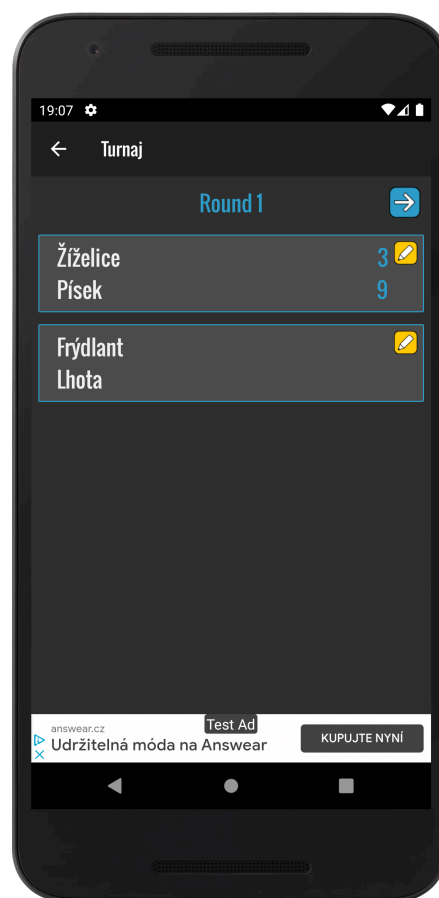 19:07
Turnaj
Round 1
Žíželice 3
Písek 9
Frýdlant
Lhota
answear.cz
Test Ad
Udržitelná móda na Answear
KUPUJTE NYNÍ